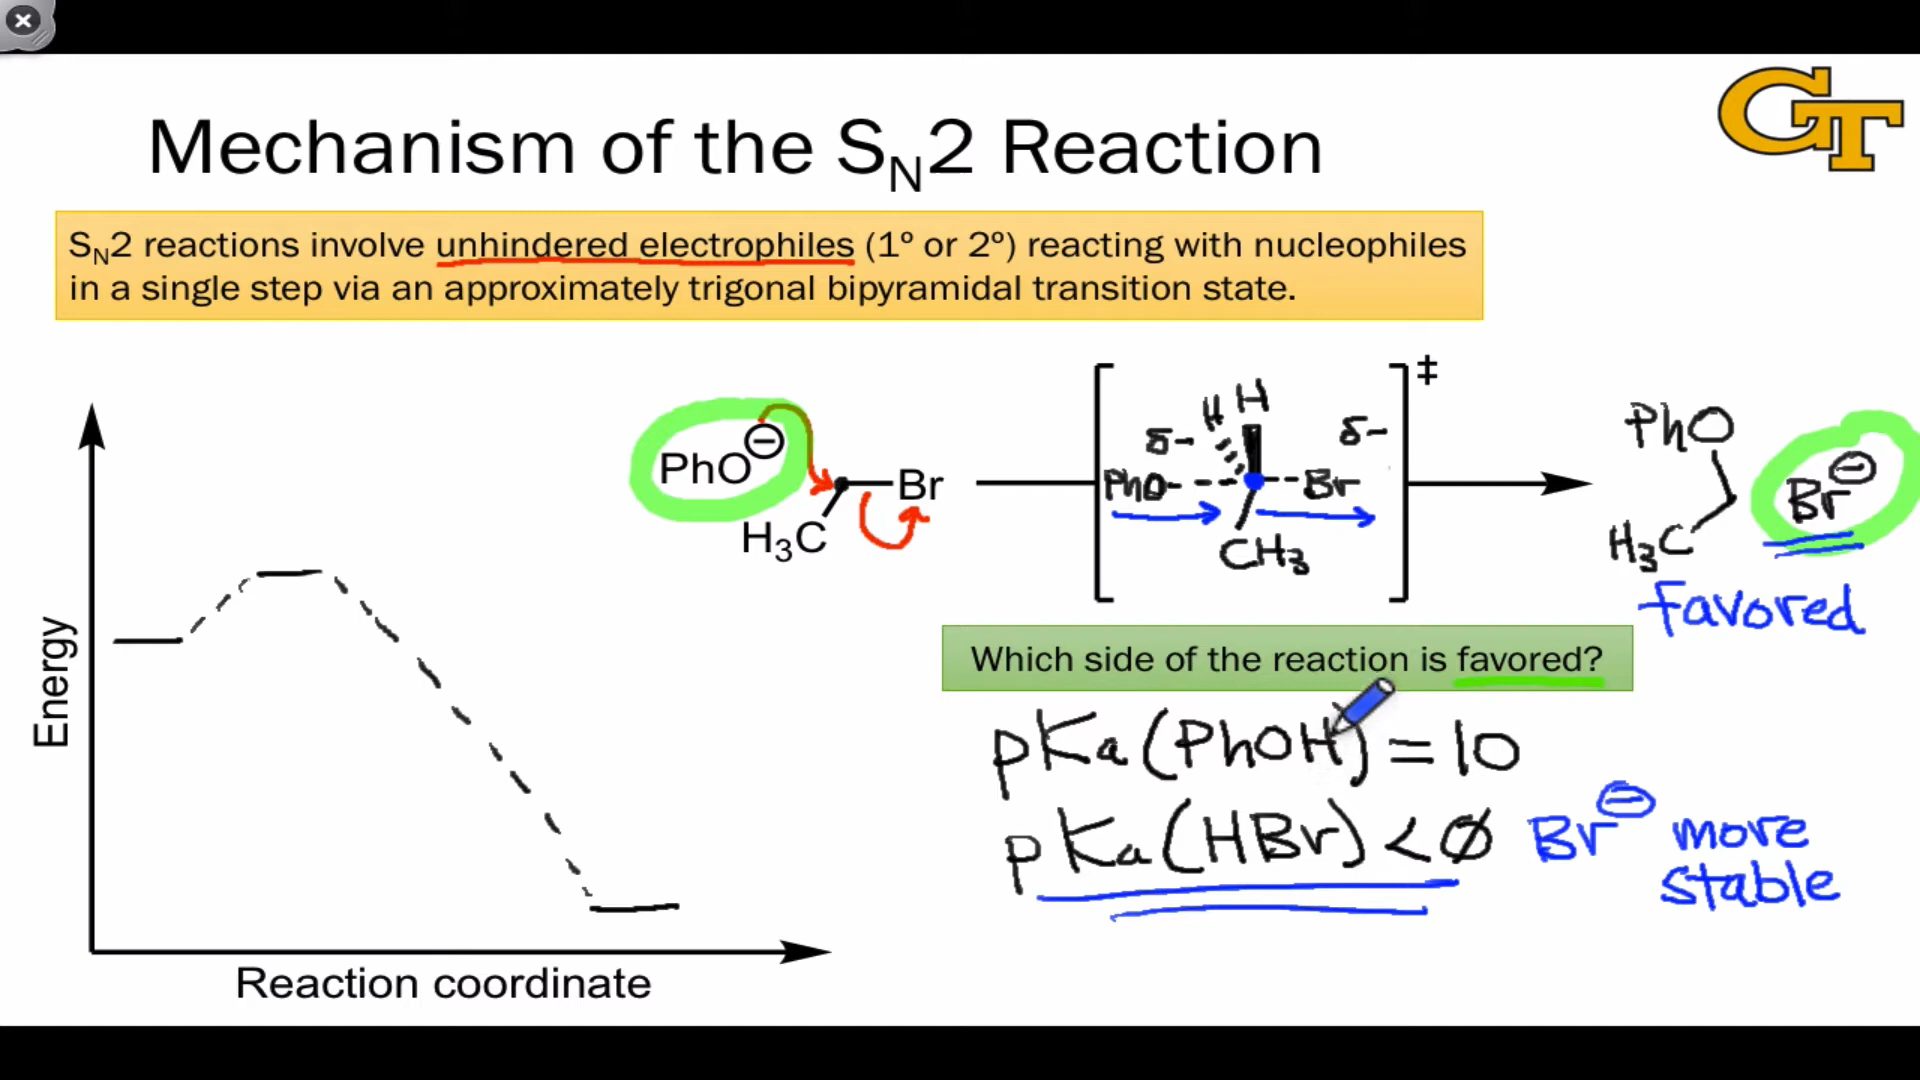 GT
Mechanism of the SN2 Reaction
SN2 reactions involve unhindered electrophiles (1º or 2º) reacting with nucleophiles
in a single step via an approximately trigonal bipyramidal transition state.
PhO⊖
Br
H3C
‡
H H
δ- δ-
PhO Br
CH3
PhO
Br⊖
H3C
favored
Which side of the reaction is favored?
pKa(PhOH) = 10
pKa(HBr) < 0
Br⊖ more
stable
Energy
Reaction coordinate